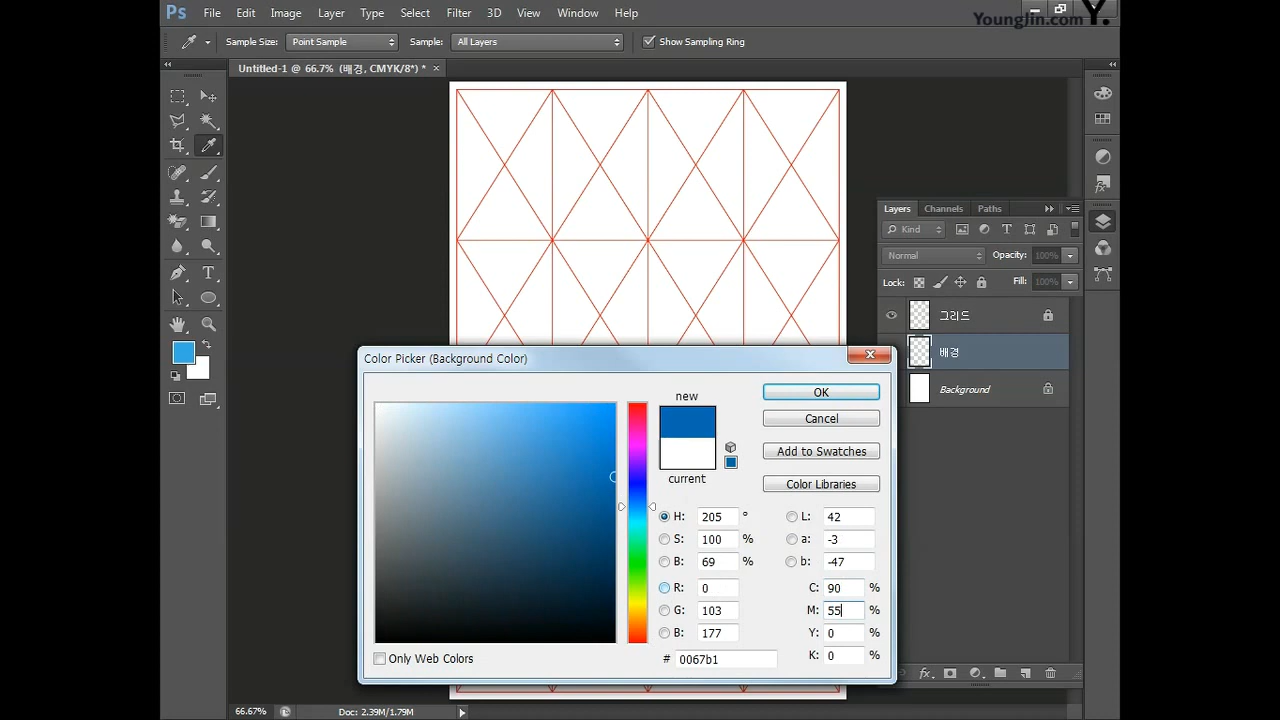 Ps File Edit Image Layer Type Select Filter 3D View Window Help
YoungJin.com Y.
Sample Size: Point Sample Sample: All Layers Show Sampling Ring
Untitled-1 @ 66.7% (배경, CMYK/8*) * ×
Layers Channels Paths
Kind
Normal Opacity: 100%
Lock: Fill: 100%
그리드
배경
Background
Color Picker (Background Color)
new
current
OK
Cancel
Add to Swatches
Color Libraries
H: 205 °
S: 100 %
B: 69 %
R: 0
G: 103
B: 177
# 0067b1
L: 42
a: -3
b: -47
C: 90 %
M: 55 %
Y: 0 %
K: 0 %
Only Web Colors
66.67% Doc: 2.39M/1.79M